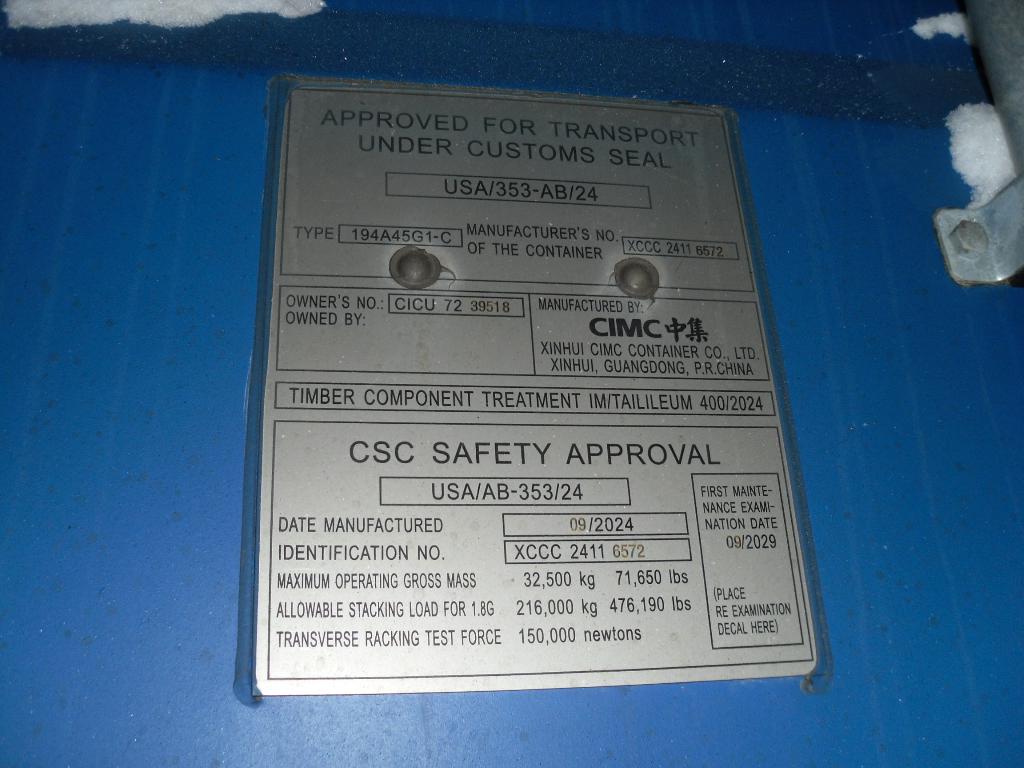 APPROVED FOR TRANSPORT
UNDER CUSTOMS SEAL
USA/353-AB/24
TYPE 194A45G1-C MANUFACTURER'S NO. OF THE CONTAINER XCCC 2411 6572
OWNER'S NO.: CICU 72 39518
OWNED BY:
MANUFACTURED BY:
CIMC中集
XINHUI CIMC CONTAINER CO., LTD.
XINHUI, GUANGDONG, P.R.CHINA
TIMBER COMPONENT TREATMENT IM/TAILILEUM 400/2024
CSC SAFETY APPROVAL
USA/AB-353/24
DATE MANUFACTURED 09/2024
IDENTIFICATION NO. XCCC 2411 6572
MAXIMUM OPERATING GROSS MASS 32,500 kg 71,650 lbs
ALLOWABLE STACKING LOAD FOR 1.8G 216,000 kg 476,190 lbs
TRANSVERSE RACKING TEST FORCE 150,000 newtons
FIRST MAINTE-
NANCE EXAMI-
NATION DATE
09/2029
(PLACE
RE EXAMINATION
DECAL HERE)